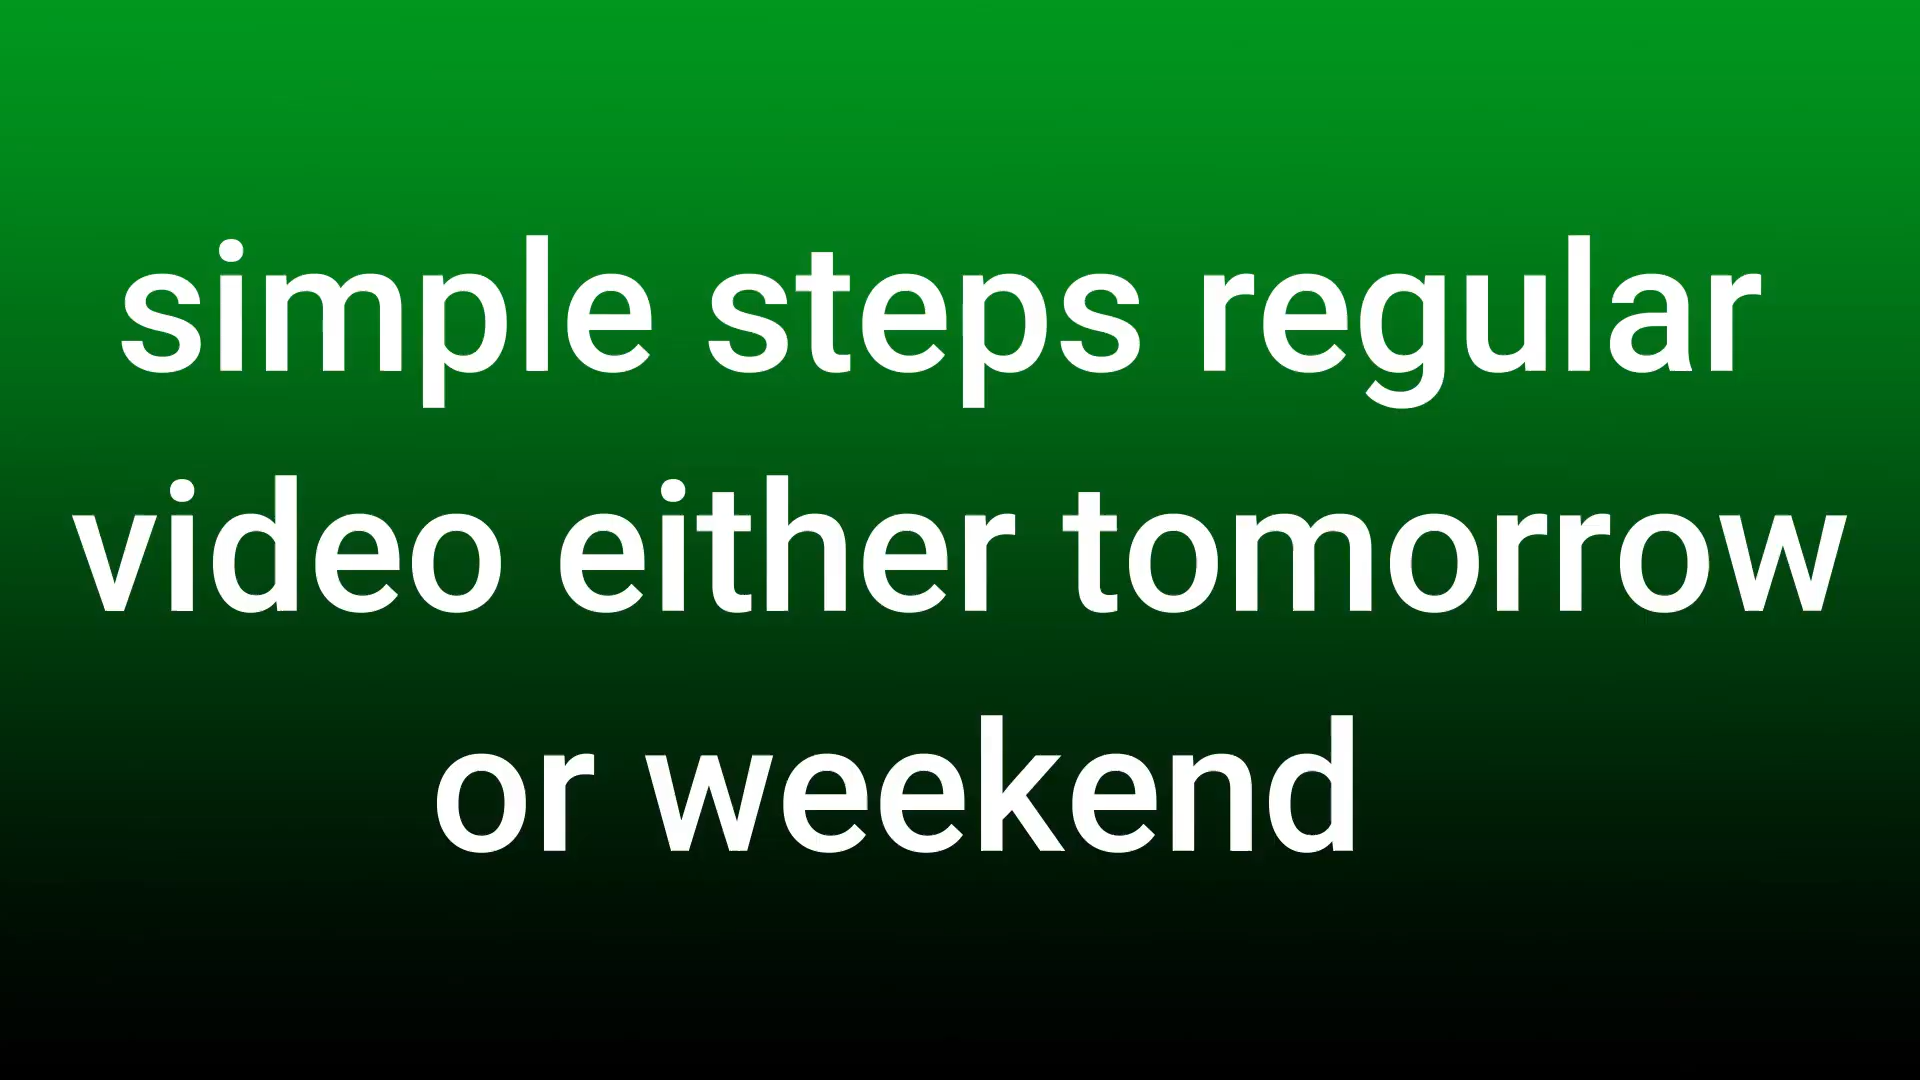 simple steps regular
video either tomorrow
or weekend